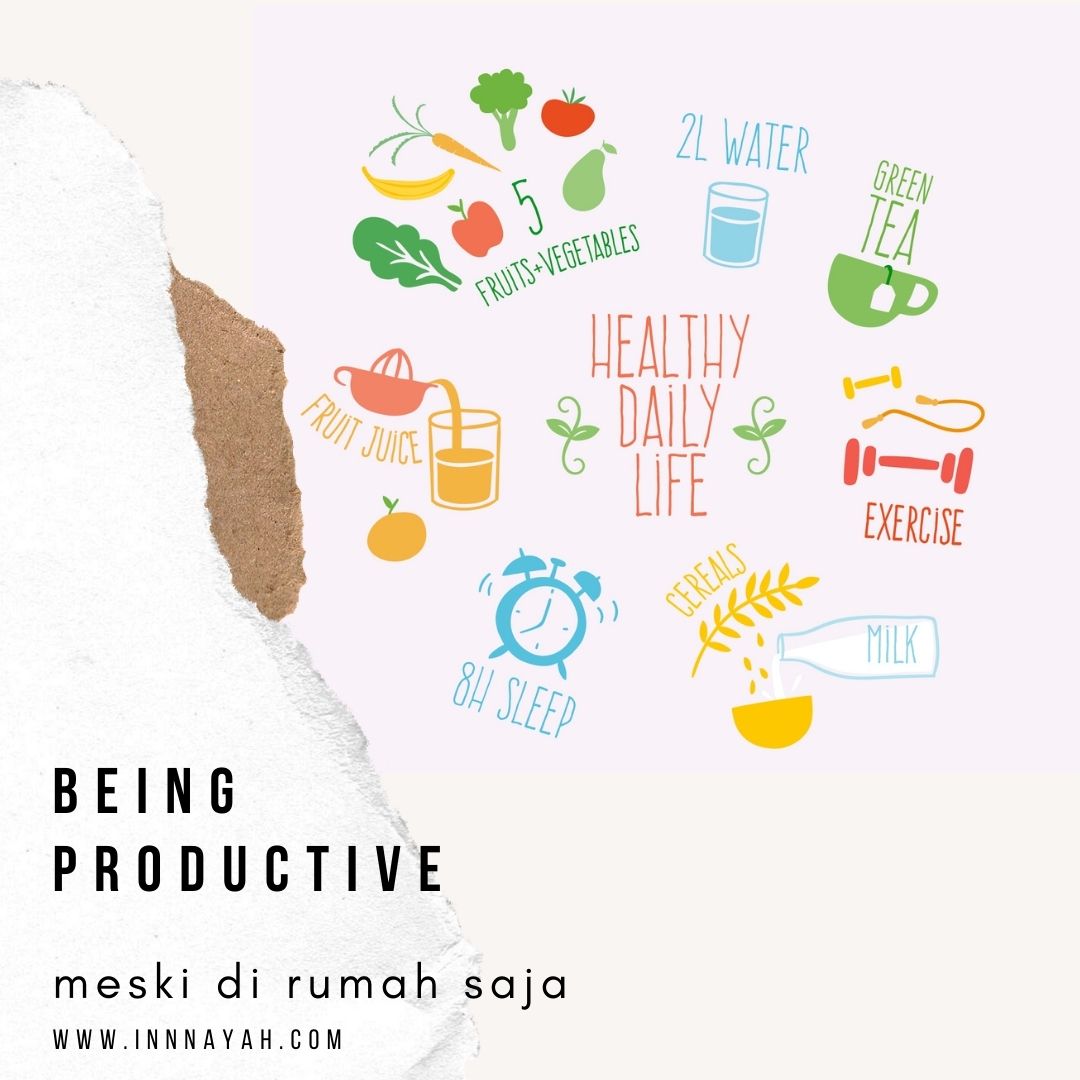 5
FRUITS+VEGETABLES
2L WATER
GREEN
TEA
HEALTHY
DAILY
LIFE
FRUIT JUICE
EXERCISE
8H SLEEP
CEREALS
MILK
BEING
PRODUCTIVE
meski di rumah saja
WWW.INNNAYAH.COM